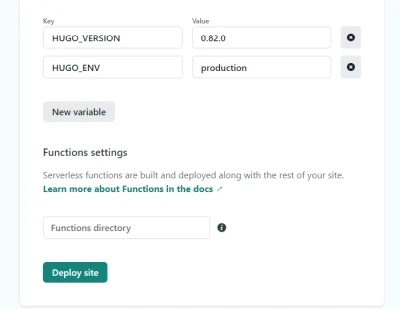 Key Value
HUGO_VERSION 0.82.0
HUGO_ENV production
New variable
Functions settings
Serverless functions are built and deployed along with the rest of your site.
Learn more about Functions in the docs ↗
Functions directory
Deploy site